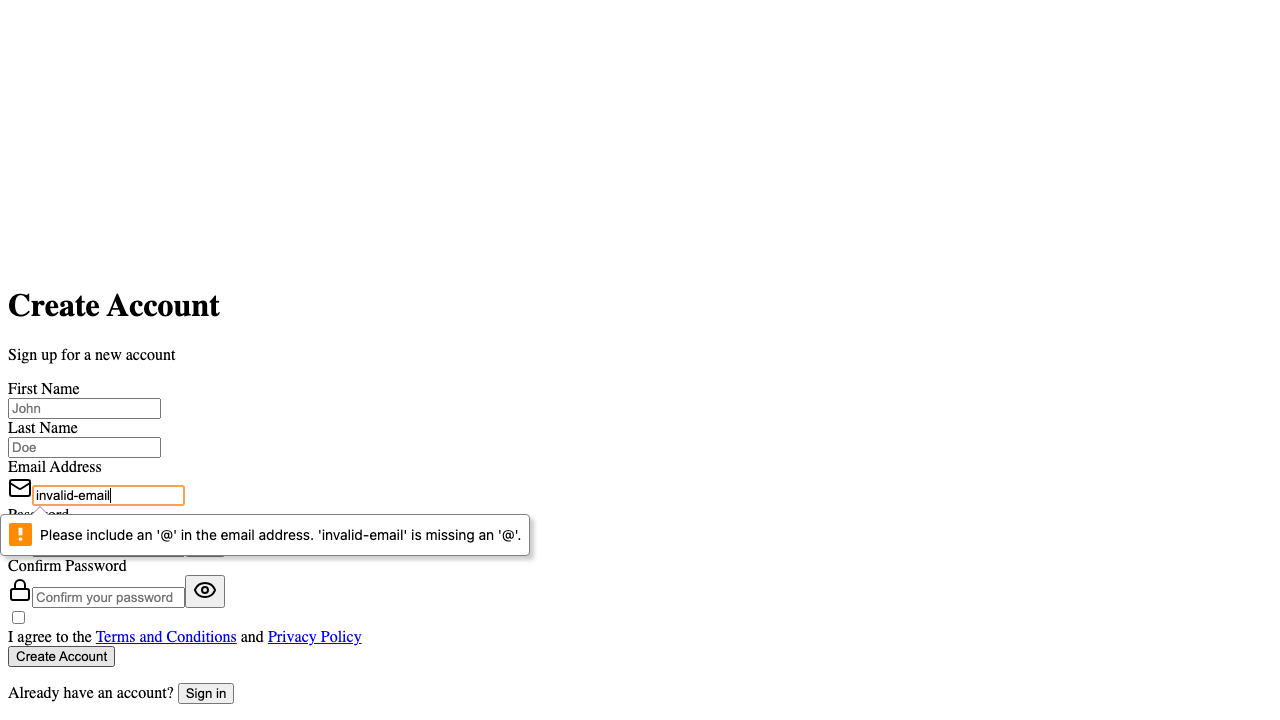 Create Account
Sign up for a new account
First Name
John
Last Name
Doe
Email Address
invalid-email
Please include an '@' in the email address. 'invalid-email' is missing an '@'.
Confirm Password
Confirm your password
I agree to the Terms and Conditions and Privacy Policy
Create Account
Already have an account? Sign in